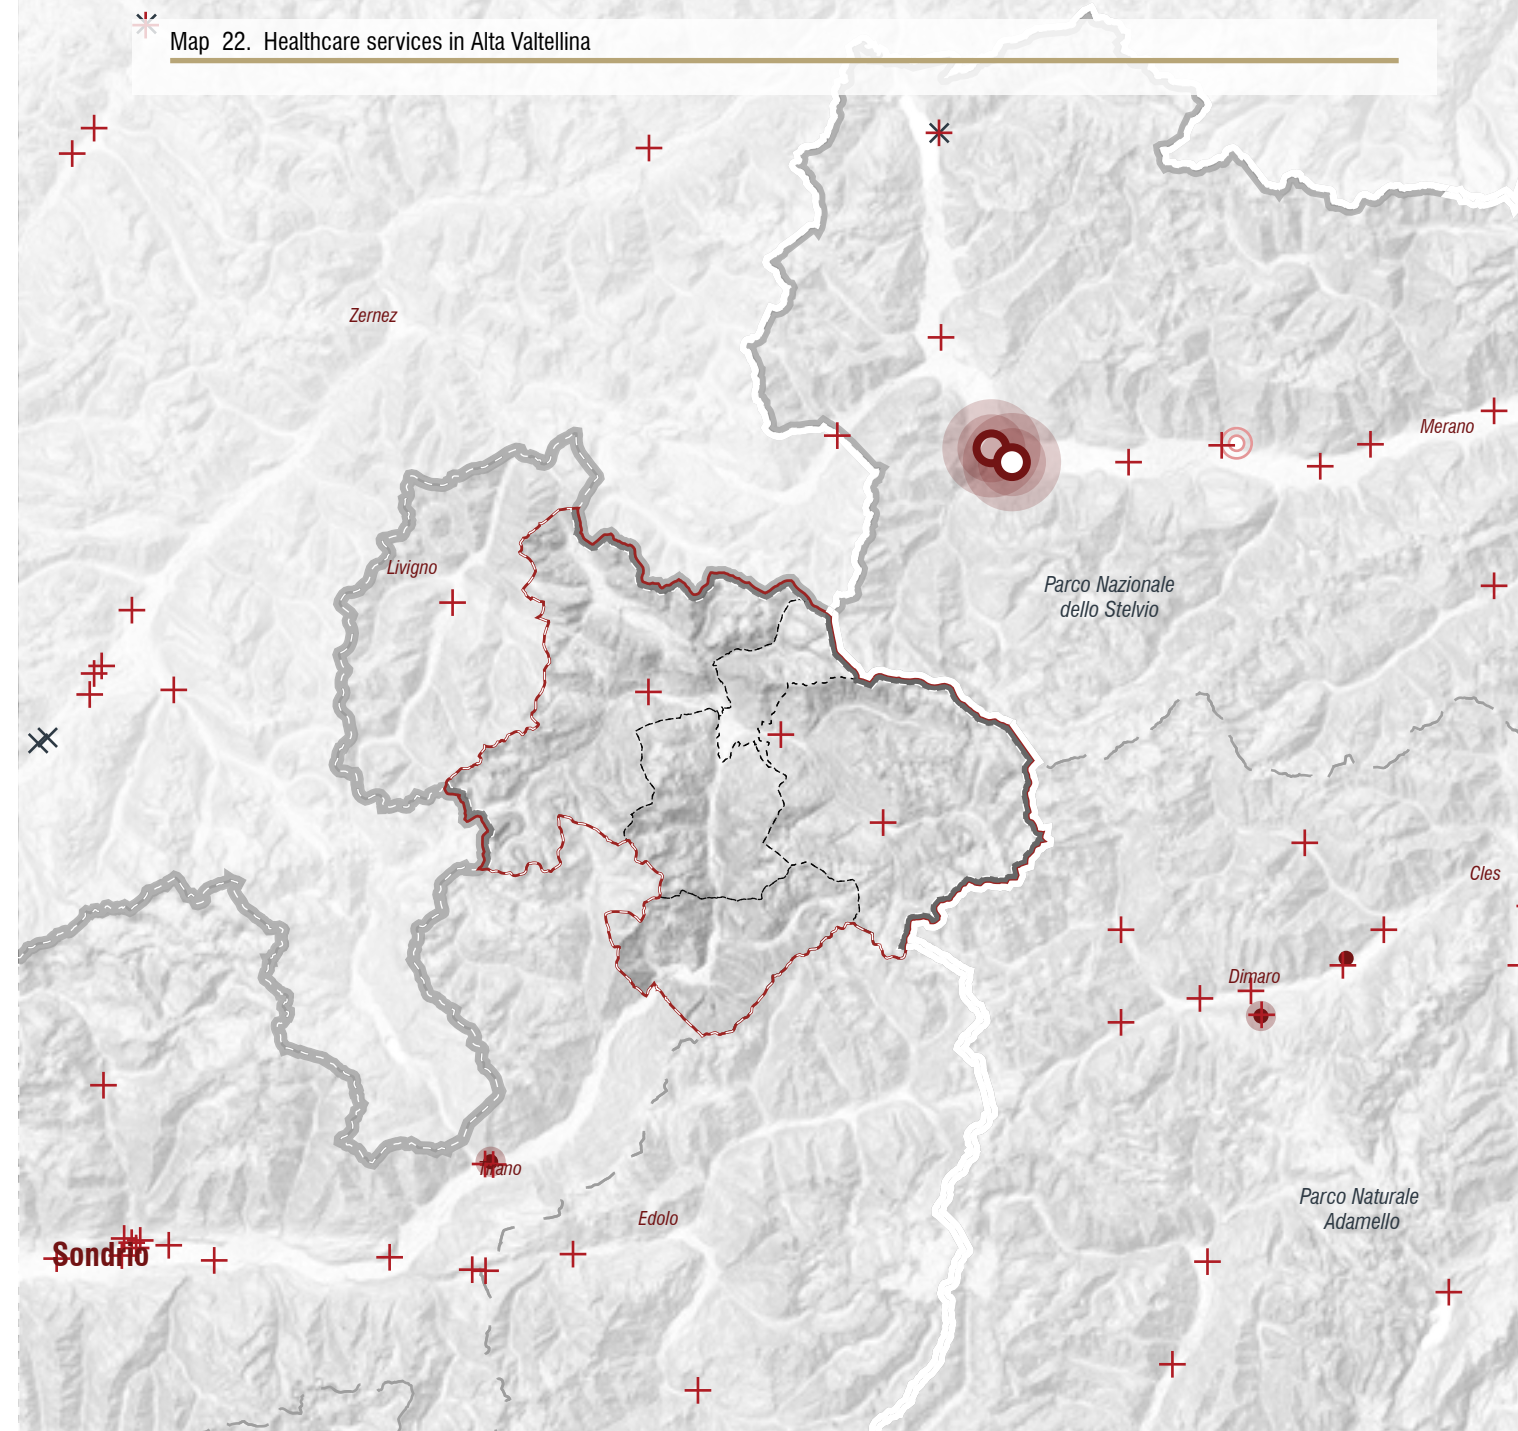 Map 22. Healthcare services in Alta Valtellina
Zernez
Merano
Livigno
Parco Nazionale
dello Stelvio
Cles
Dimaro
Tirano
Parco Naturale
Adamello
Edolo
Sondrio